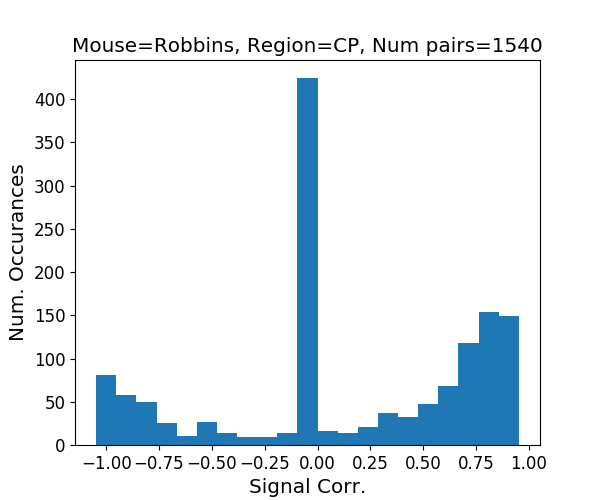 Mouse=Robbins, Region=CP, Num pairs=1540
Num. Occurances
400
350
300
250
200
150
100
50
0
−1.00 −0.75 −0.50 −0.25 0.00 0.25 0.50 0.75 1.00
Signal Corr.